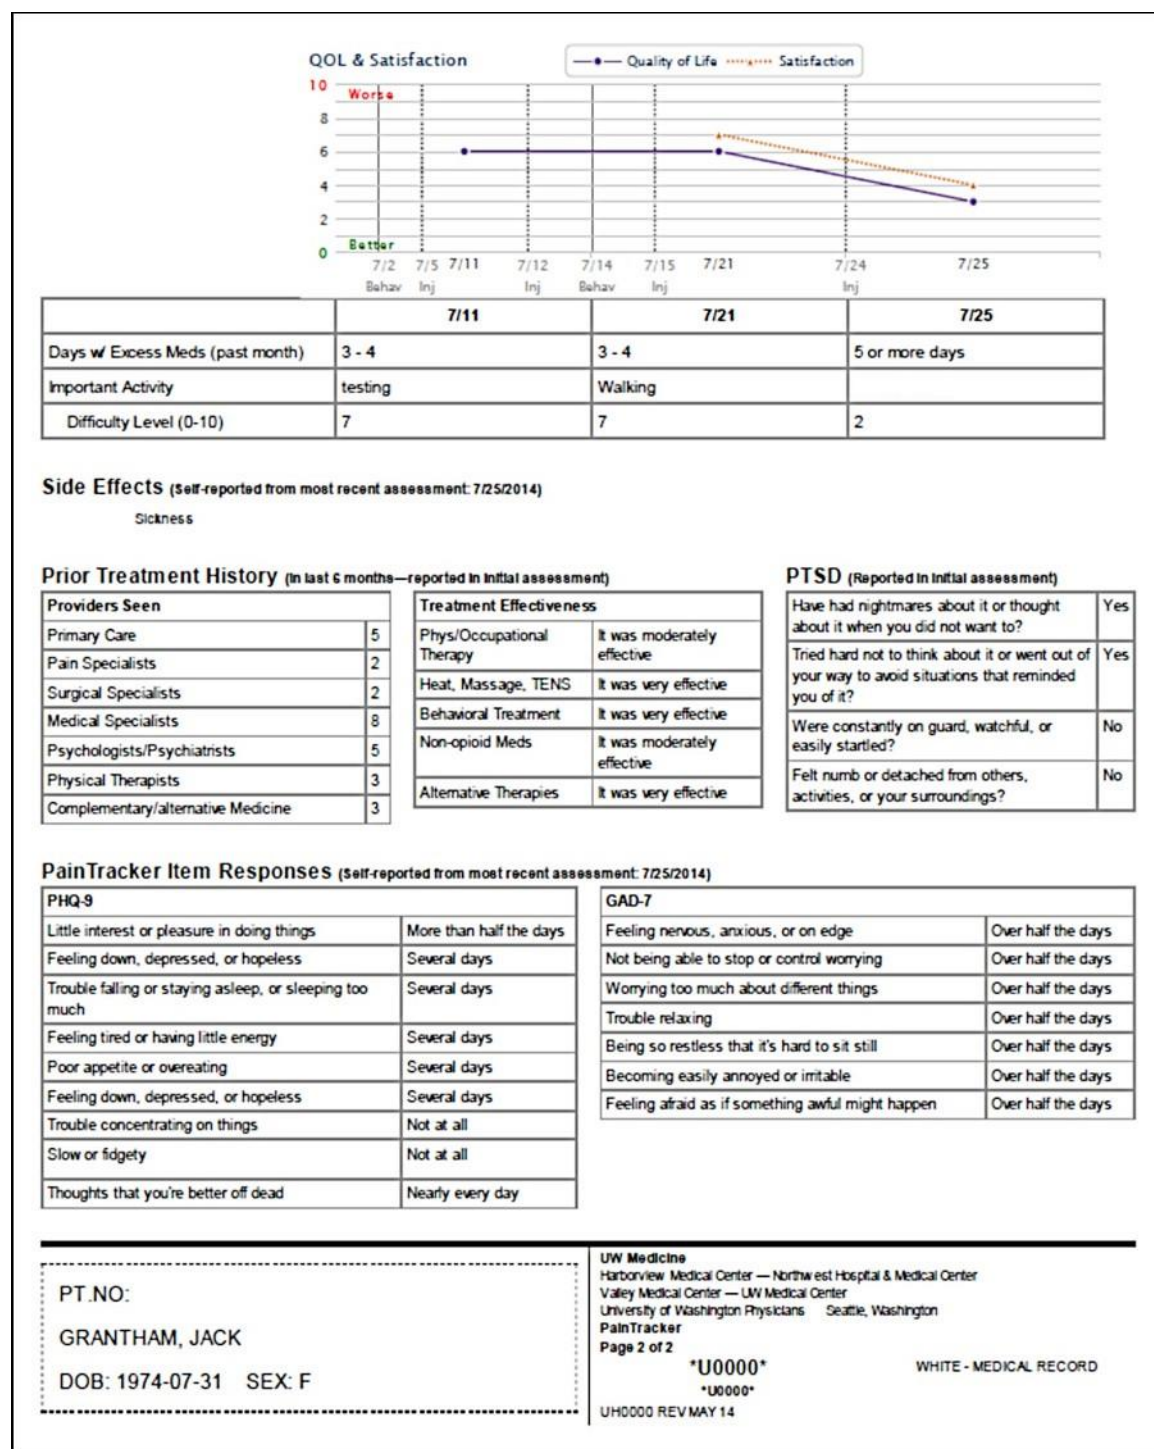 QOL & Satisfaction
Quality of Life Satisfaction
10 Worse
8
6
4
2
0 Better
7/2 7/5 7/11 7/12 7/14 7/15 7/21 7/24 7/25
Behav Inj Inj Behav Inj Inj
7/11 7/21 7/25
Days w/ Excess Meds (past month) 3 - 4 3 - 4 5 or more days
Important Activity testing Walking
Difficulty Level (0-10) 7 7 2
Side Effects (Self-reported from most recent assessment: 7/25/2014)
Sickness
Prior Treatment History (In last 6 months—reported in initial assessment)
Providers Seen
Primary Care 5
Pain Specialists 2
Surgical Specialists 2
Medical Specialists 8
Psychologists/Psychiatrists 5
Physical Therapists 3
Complementary/alternative Medicine 3
Treatment Effectiveness
Phys/Occupational It was moderately
Therapy effective
Heat, Massage, TENS It was very effective
Behavioral Treatment It was very effective
Non-opioid Meds It was moderately
effective
Alternative Therapies It was very effective
PTSD (Reported in initial assessment)
Have had nightmares about it or thought Yes
about it when you did not want to?
Tried hard not to think about it or went out of Yes
your way to avoid situations that reminded
you of it?
Were constantly on guard, watchful, or No
easily startled?
Felt numb or detached from others, No
activities, or your surroundings?
PainTracker Item Responses (Self-reported from most recent assessment: 7/25/2014)
PHQ-9
Little interest or pleasure in doing things More than half the days
Feeling down, depressed, or hopeless Several days
Trouble falling or staying asleep, or sleeping too Several days
much
Feeling tired or having little energy Several days
Poor appetite or overeating Several days
Feeling down, depressed, or hopeless Several days
Trouble concentrating on things Not at all
Slow or fidgety Not at all
Thoughts that you're better off dead Nearly every day
GAD-7
Feeling nervous, anxious, or on edge Over half the days
Not being able to stop or control worrying Over half the days
Worrying too much about different things Over half the days
Trouble relaxing Over half the days
Being so restless that it's hard to sit still Over half the days
Becoming easily annoyed or irritable Over half the days
Feeling afraid as if something awful might happen Over half the days
PT.NO:
GRANTHAM, JACK
DOB: 1974-07-31 SEX: F
UW Medicine
Harborview Medical Center — Northwest Hospital & Medical Center
Valley Medical Center — UW Medical Center
University of Washington Physicians Seattle, Washington
PainTracker
Page 2 of 2
*U0000* WHITE - MEDICAL RECORD
*U0000*
UH0000 REV MAY 14